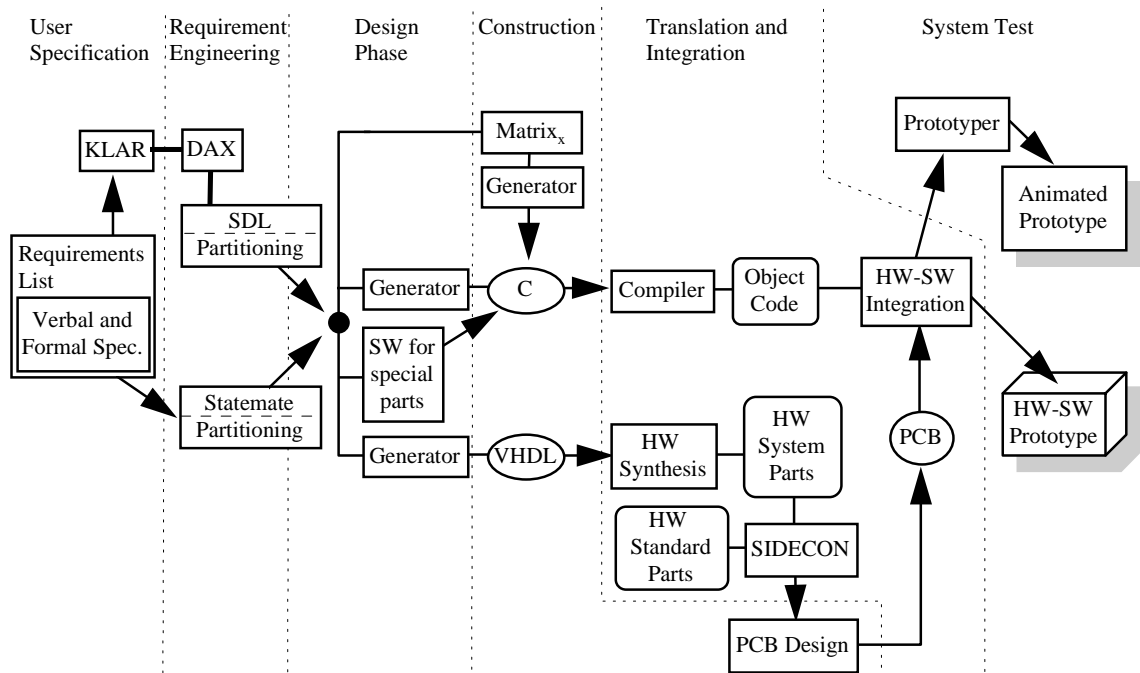 User
Specification
Requirement
Engineering
Design
Phase
Construction
Translation and
Integration
System Test
KLAR
DAX
Matrixx
Generator
Prototyper
Animated
Prototype
SDL
Partitioning
Requirements
List
Verbal and
Formal Spec.
Generator
C
Compiler
Object
Code
HW-SW
Integration
SW for
special
parts
Statemate
Partitioning
Generator
VHDL
HW
Synthesis
HW
System
Parts
PCB
HW-SW
Prototype
HW
Standard
Parts
SIDECON
PCB Design